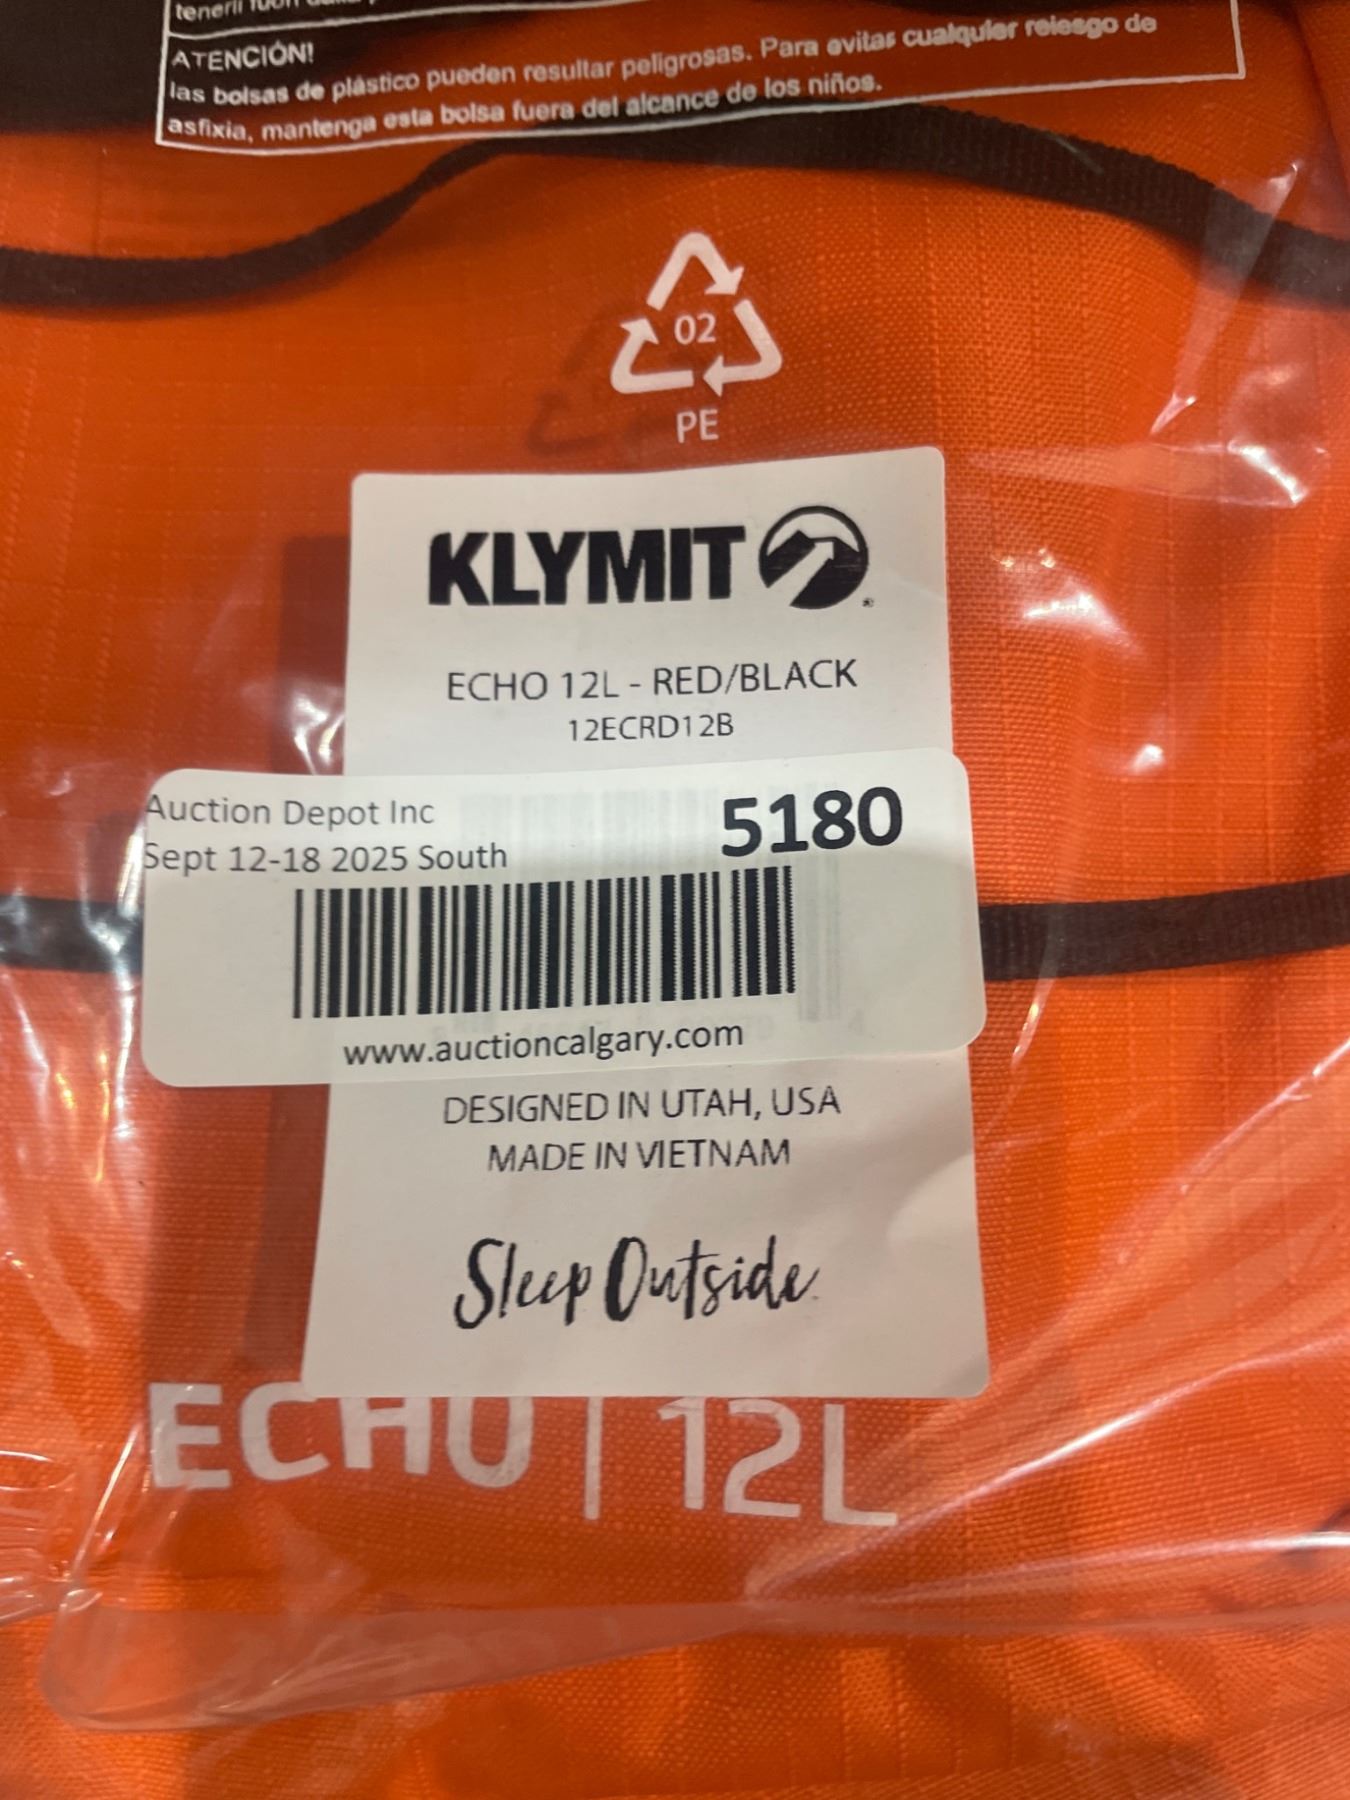 ATENCIÓN!
las bolsas de plástico pueden resultar peligrosas. Para evitar cualquier reiesgo de
asfixia, mantenga esta bolsa fuera del alcance de los niños.
02
PE
KLYMIT
ECHO 12L - RED/BLACK
12ECRD12B
Auction Depot Inc
5180
Sept 12-18 2025 South
www.auctioncalgary.com
DESIGNED IN UTAH, USA
MADE IN VIETNAM
Sleep Outside
ECHO | 12L